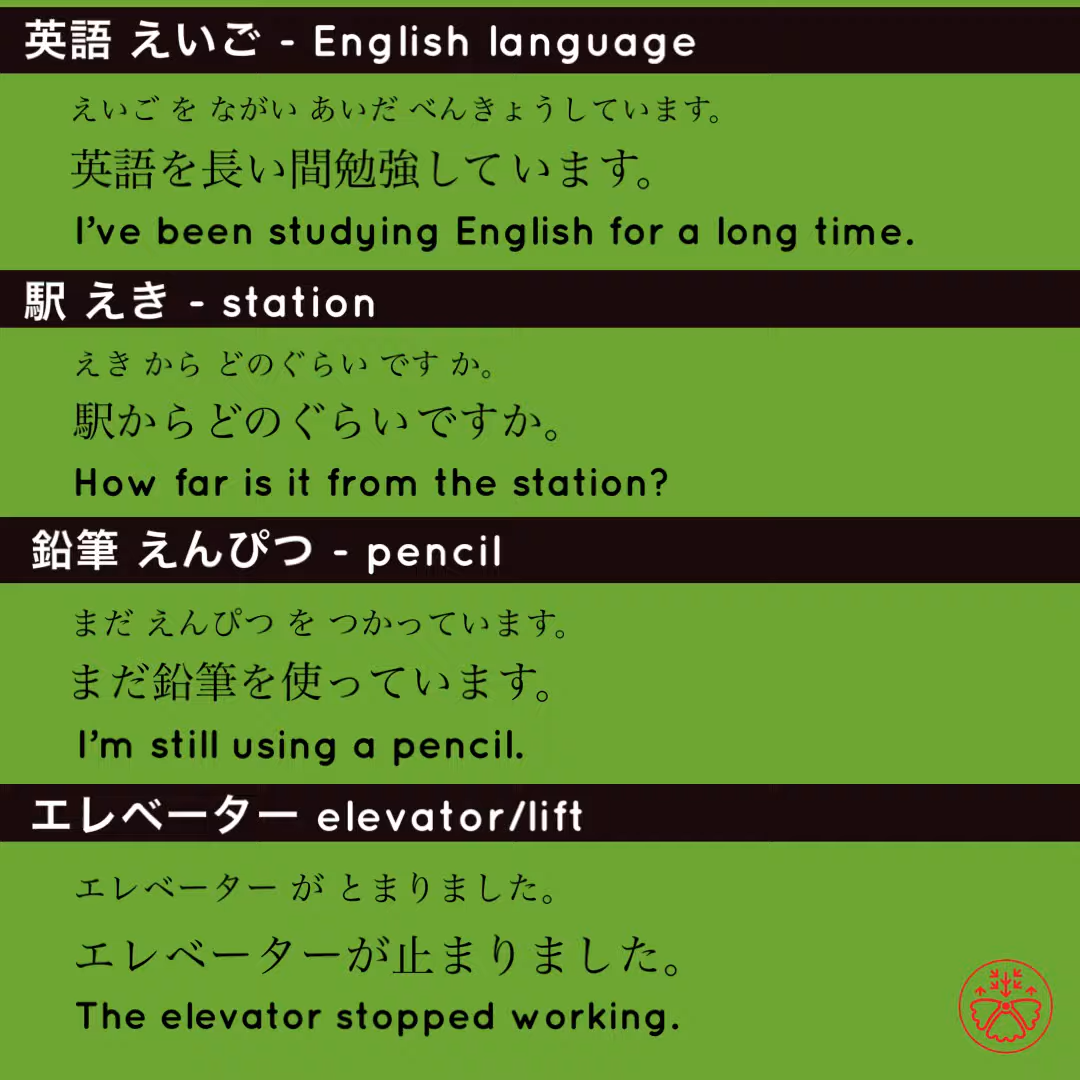 英語 えいご - English language
えいご を ながい あいだ べんきょうしています。
英語を長い間勉強しています。
I've been studying English for a long time.
駅 えき - station
えき から どのぐらい です か。
駅からどのぐらいですか。
How far is it from the station?
鉛筆 えんぴつ - pencil
まだ えんぴつ を つかっています。
まだ鉛筆を使っています。
I'm still using a pencil.
エレベーター elevator/lift
エレベーター が とまりました。
エレベーターが止まりました。
The elevator stopped working.